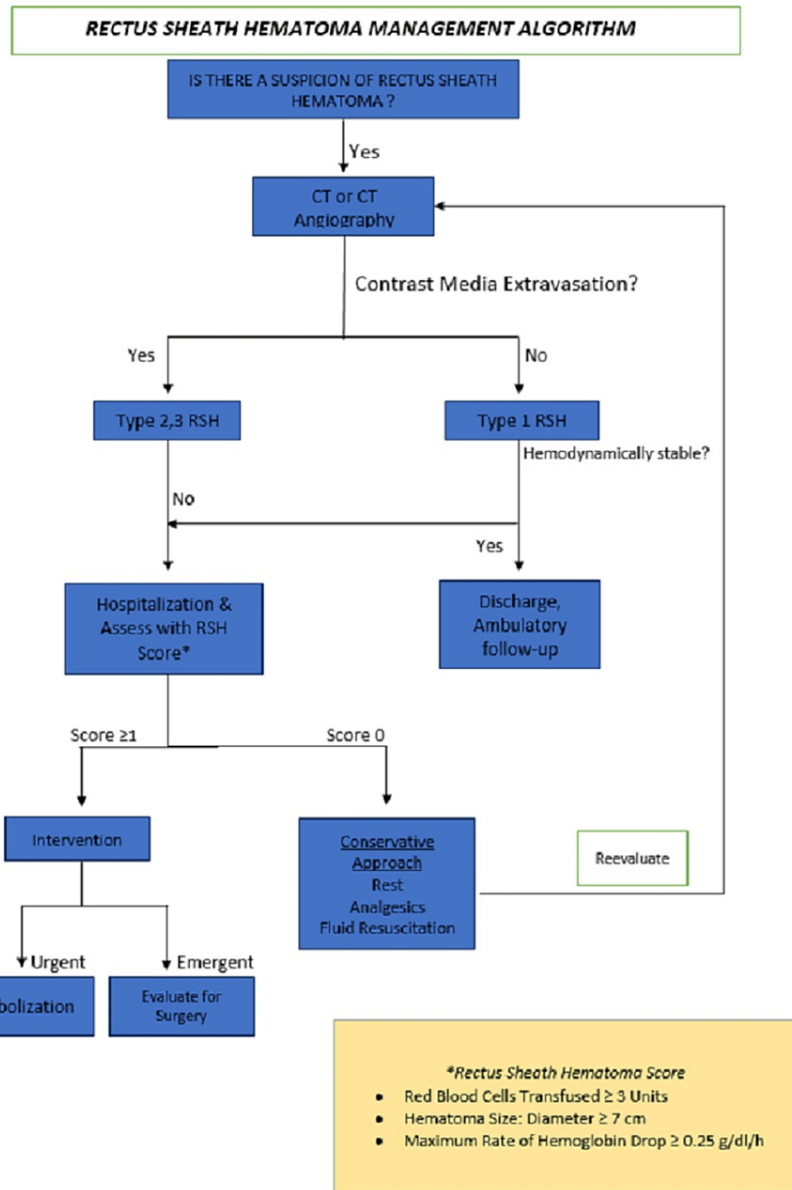 RECTUS SHEATH HEMATOMA MANAGEMENT ALGORITHM
IS THERE A SUSPICION OF RECTUS SHEATH
HEMATOMA ?
Yes
CT or CT
Angiography
Contrast Media Extravasation?
Yes
No
Type 2,3 RSH
Type 1 RSH
Hemodynamically stable?
No
Yes
Hospitalization &
Assess with RSH
Score*
Discharge,
Ambulatory
follow-up
Score ≥1
Score 0
Intervention
Conservative
Approach
Rest
Analgesics
Fluid Resuscitation
Reevaluate
Urgent
Emergent
bolization
Evaluate for
Surgery
*Rectus Sheath Hematoma Score
• Red Blood Cells Transfused ≥ 3 Units
• Hematoma Size: Diameter ≥ 7 cm
• Maximum Rate of Hemoglobin Drop ≥ 0.25 g/dl/h